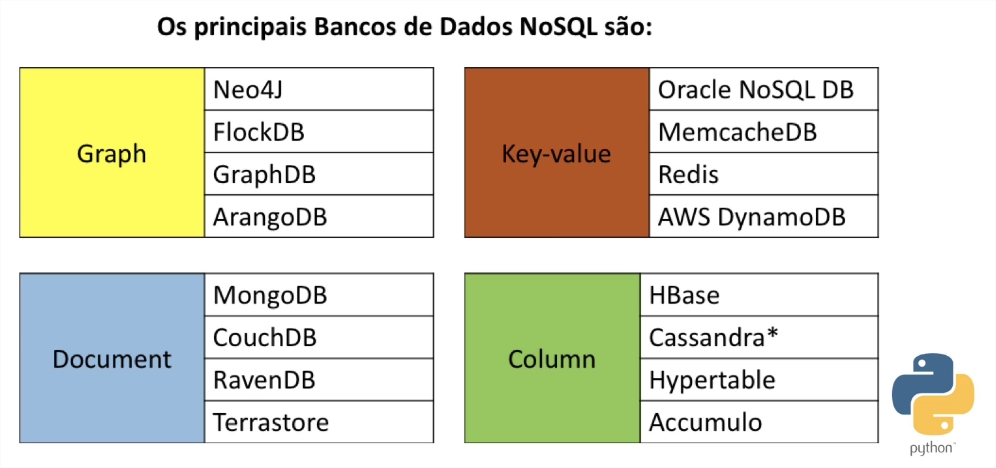 Os principais Bancos de Dados NoSQL são:
Graph
Neo4J
FlockDB
GraphDB
ArangoDB
Key-value
Oracle NoSQL DB
MemcacheDB
Redis
AWS DynamoDB
Document
MongoDB
CouchDB
RavenDB
Terrastore
Column
HBase
Cassandra*
Hypertable
Accumulo
python